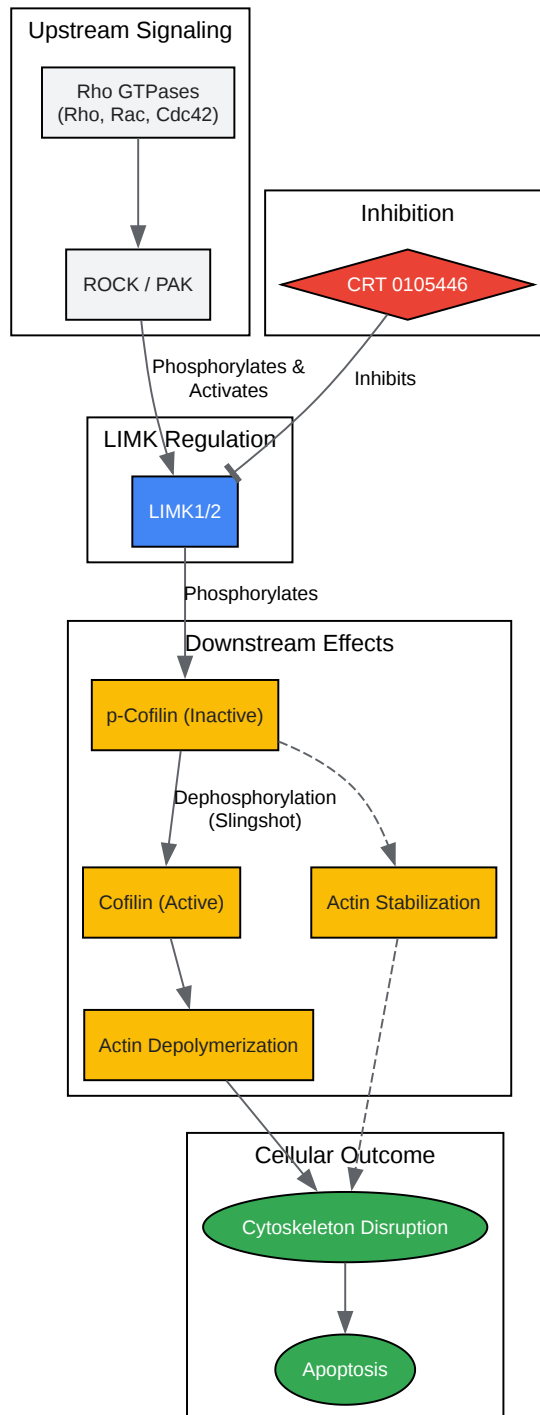 Upstream Signaling
Rho GTPases
(Rho, Rac, Cdc42)
ROCK / PAK
Inhibition
CRT 0105446
Phosphorylates &
Activates
Inhibits
LIMK Regulation
LIMK1/2
Phosphorylates
Downstream Effects
p-Cofilin (Inactive)
Dephosphorylation
(Slingshot)
Cofilin (Active)
Actin Stabilization
Actin Depolymerization
Cellular Outcome
Cytoskeleton Disruption
Apoptosis